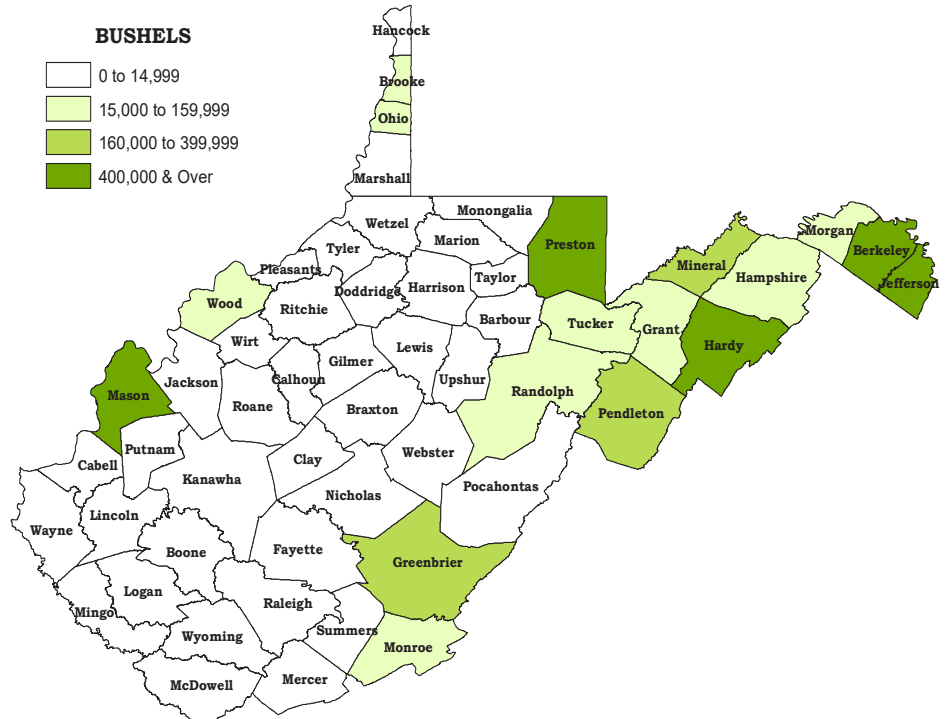 Hancock
BUSHELS
0 to 14,999
Brooke
15,000 to 159,999
Ohio
160,000 to 399,999
400,000 & Over
Marshall
Monongalia
Wetzel
Morgan
Marion
Preston
Tyler
Berkeley
Mineral
Pleasants
Taylor
Hampshire
Jefferson
Doddridge
Harrison
Wood
Ritchie
Barbour
Tucker
Grant
Wirt
Hardy
Lewis
Gilmer
Jackson
Calhoun
Upshur
Randolph
Mason
Roane
Braxton
Pendleton
Putnam
Webster
Clay
Cabell
Kanawha
Pocahontas
Nicholas
Lincoln
Wayne
Fayette
Boone
Greenbrier
Logan
Raleigh
Mingo
Summers
Wyoming
Monroe
Mercer
McDowell